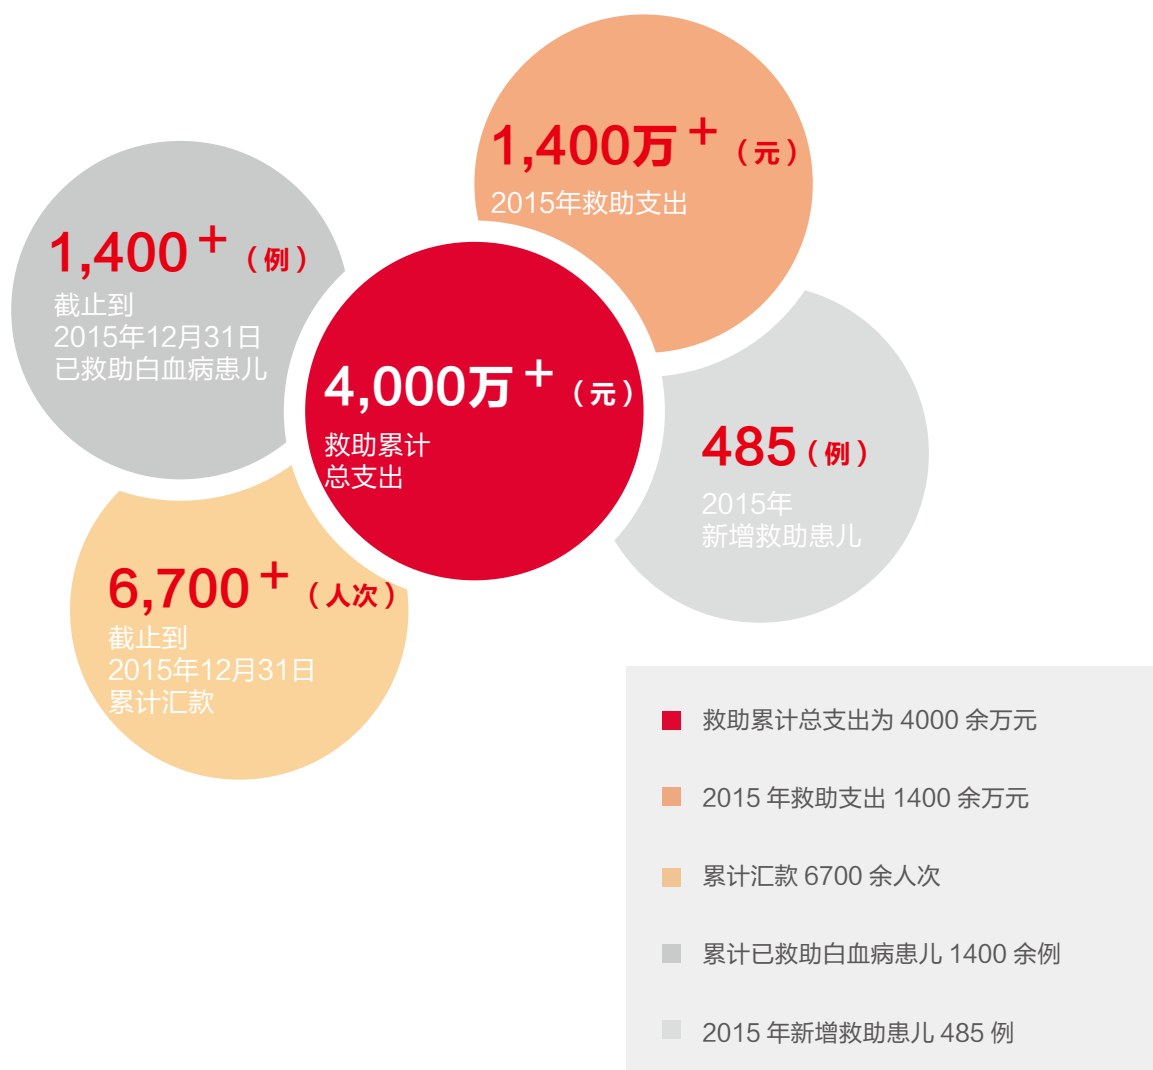 1,400万+（元）
2015年救助支出
1,400+（例）
截止到
2015年12月31日
已救助白血病患儿
4,000万+（元）
救助累计
总支出
485（例）
2015年
新增救助患儿
6,700+（人次）
截止到
2015年12月31日
累计汇款
救助累计总支出为 4000 余万元
2015 年救助支出 1400 余万元
累计汇款 6700 余人次
累计已救助白血病患儿 1400 余例
2015 年新增救助患儿 485 例